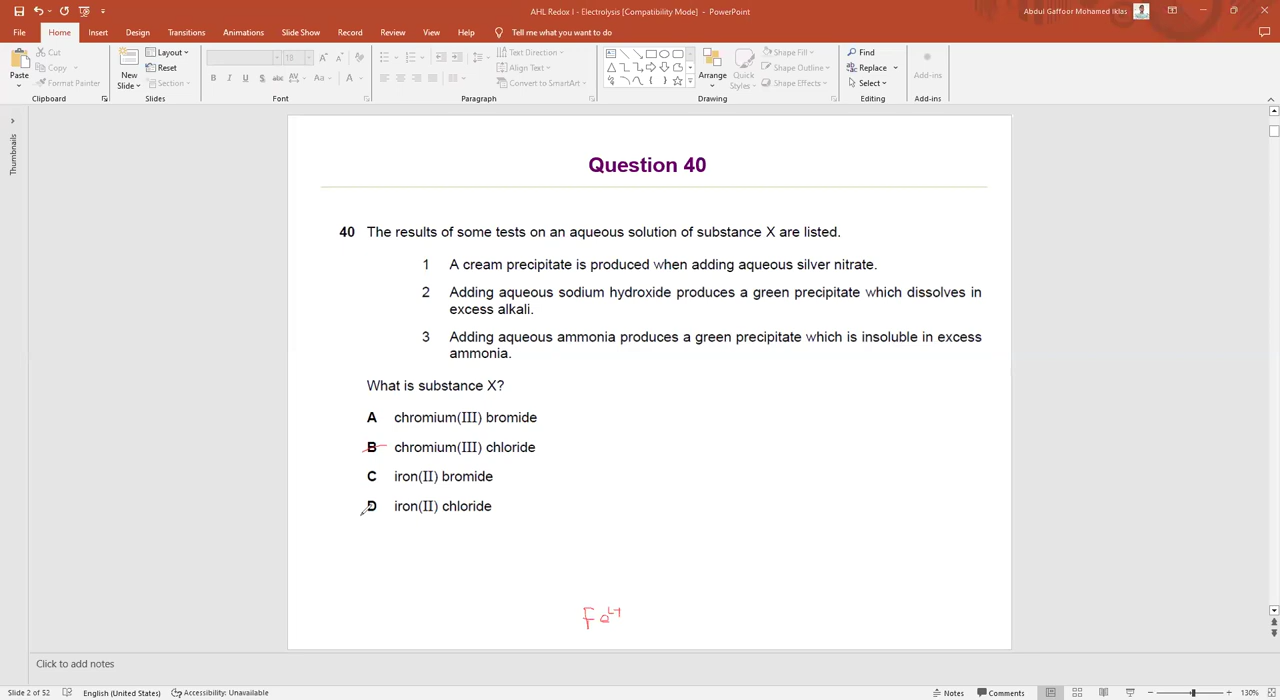 AHL Redox I - Electrolysis [Compatibility Mode] - PowerPoint
Abdul Gaffoor Mohamed Iklas
File Home Insert Design Transitions Animations Slide Show Record Review View Help Tell me what you want to do
Paste
Cut
Copy
Format Painter
Clipboard
New Slide
Layout
Reset
Section
Slides
18
B I U S abc AV Aa A
Font
Text Direction
Align Text
Convert to SmartArt
Paragraph
Arrange
Quick Styles
Shape Fill
Shape Outline
Shape Effects
Drawing
Find
Replace
Select
Editing
Add-ins
Add-ins
Thumbnails
Question 40
40 The results of some tests on an aqueous solution of substance X are listed.
1 A cream precipitate is produced when adding aqueous silver nitrate.
2 Adding aqueous sodium hydroxide produces a green precipitate which dissolves in
excess alkali.
3 Adding aqueous ammonia produces a green precipitate which is insoluble in excess
ammonia.
What is substance X?
A chromium(III) bromide
B chromium(III) chloride
C iron(II) bromide
D iron(II) chloride
Click to add notes
Slide 2 of 52 English (United States) Accessibility: Unavailable Notes Comments 130%